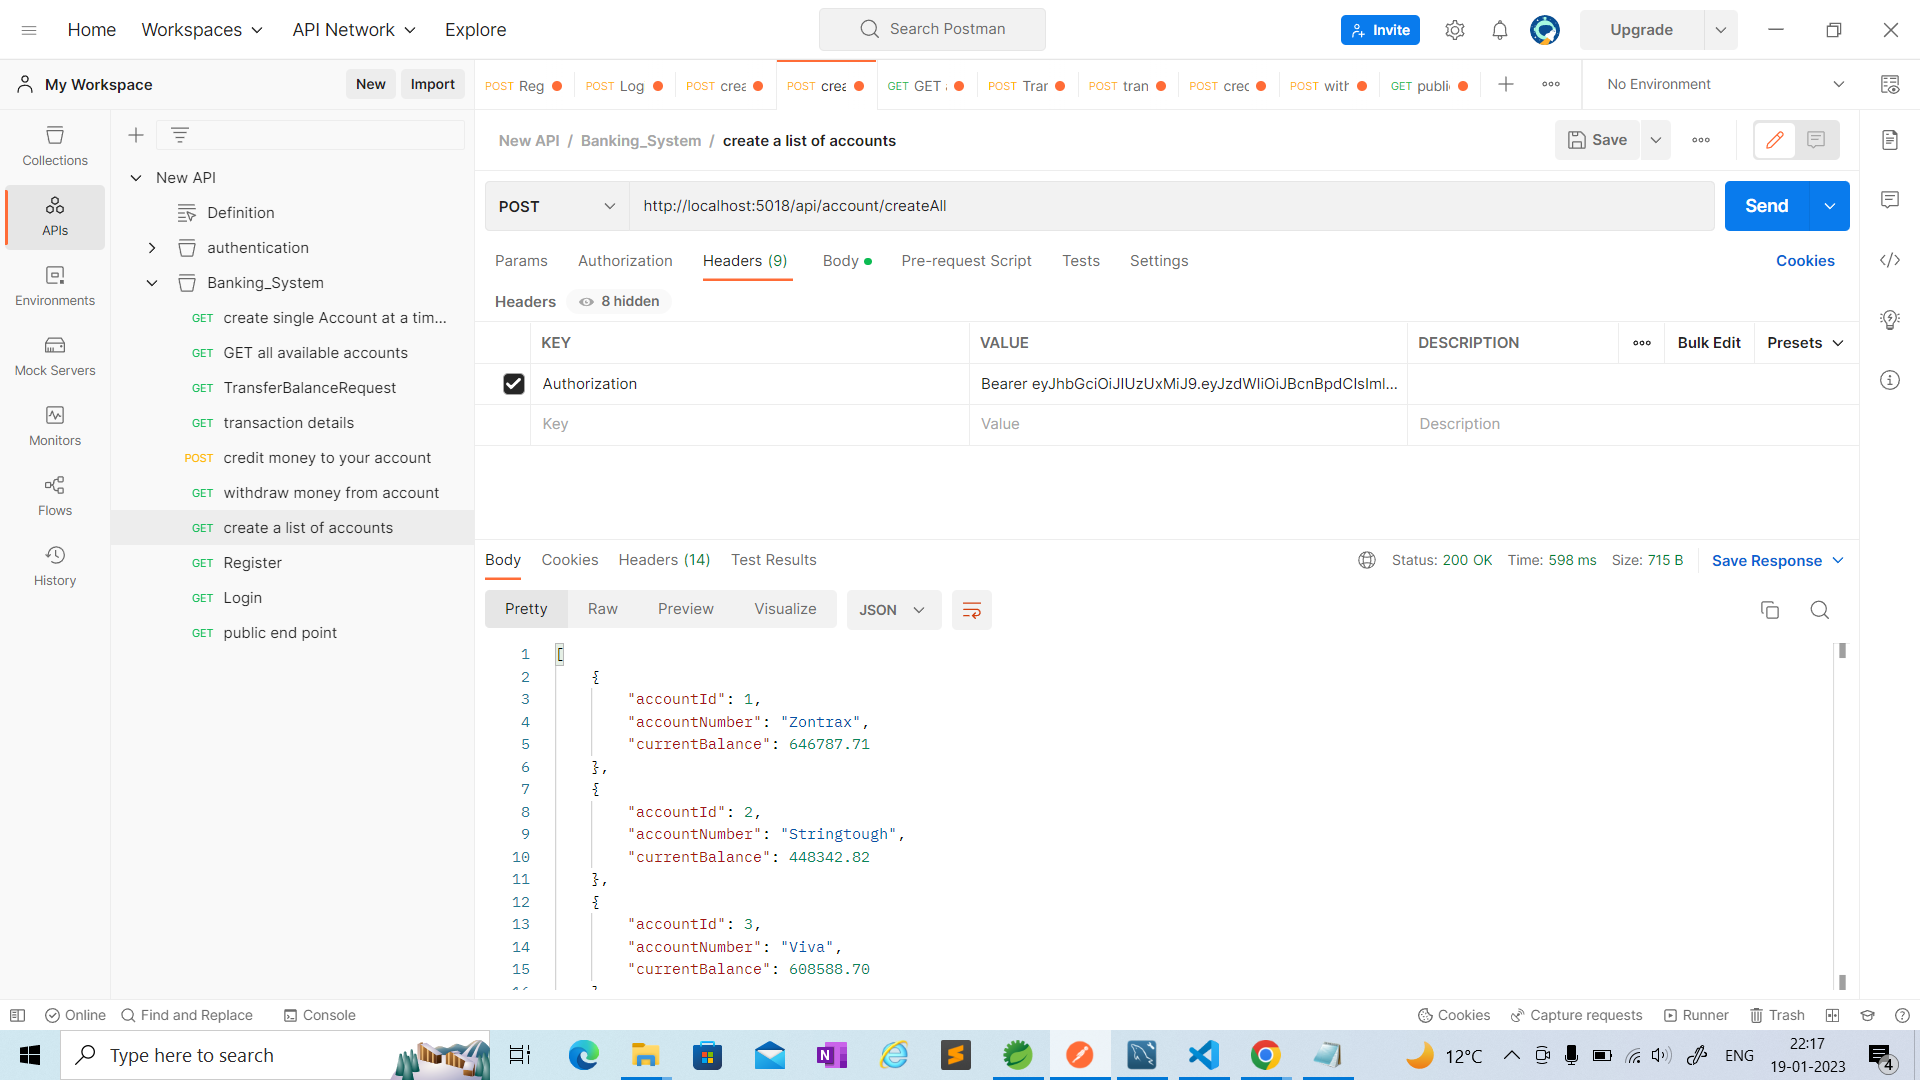 Home
Workspaces
API Network
Explore
Search Postman
Invite
Upgrade
My Workspace
New
Import
POST Reg
POST Log
POST crea
POST crea
GET GET
POST Tran
POST tran
POST cred
POST with
GET public
No Environment
Collections
APIs
Environments
Mock Servers
Monitors
Flows
History
New API
Definition
authentication
Banking_System
GET create single Account at a tim...
GET GET all available accounts
GET TransferBalanceRequest
GET transaction details
POST credit money to your account
GET withdraw money from account
GET create a list of accounts
GET Register
GET Login
GET public end point
New API / Banking_System / create a list of accounts
Save
POST
http://localhost:5018/api/account/createAll
Send
Params
Authorization
Headers (9)
Body
Pre-request Script
Tests
Settings
Cookies
Headers
8 hidden
KEY
VALUE
DESCRIPTION
Bulk Edit
Presets
Authorization
Bearer eyJhbGciOiJIUzUxMiJ9.eyJzdWIiOiJBcnBpdCIsImI...
Key
Value
Description
Body
Cookies
Headers (14)
Test Results
Status: 200 OK
Time: 598 ms
Size: 715 B
Save Response
Pretty
Raw
Preview
Visualize
JSON
1 [
2 {
3 "accountId": 1,
4 "accountNumber": "Zontrax",
5 "currentBalance": 646787.71
6 },
7 {
8 "accountId": 2,
9 "accountNumber": "Stringtough",
10 "currentBalance": 448342.82
11 },
12 {
13 "accountId": 3,
14 "accountNumber": "Viva",
15 "currentBalance": 608588.70
Online
Find and Replace
Console
Cookies
Capture requests
Runner
Trash
Type here to search
12°C
ENG
22:17
19-01-2023
4